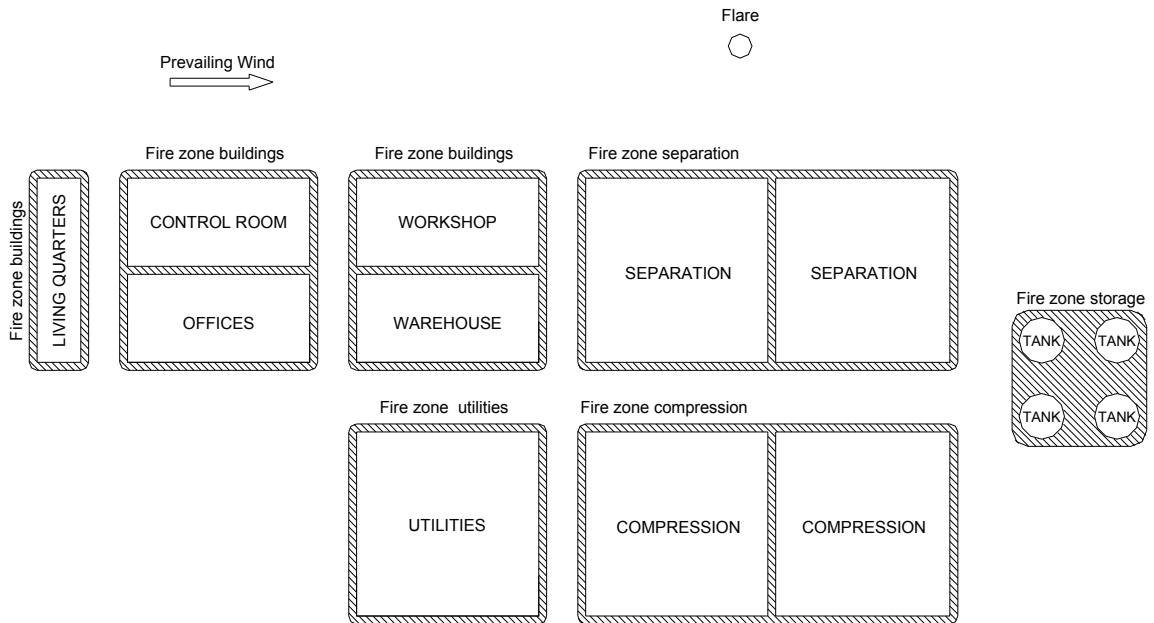 Flare
Prevailing Wind
Fire zone buildings
Fire zone buildings
Fire zone separation
Fire zone buildings
LIVING QUARTERS
CONTROL ROOM
WORKSHOP
SEPARATION
SEPARATION
OFFICES
WAREHOUSE
Fire zone storage
TANK
TANK
TANK
TANK
Fire zone utilities
Fire zone compression
UTILITIES
COMPRESSION
COMPRESSION